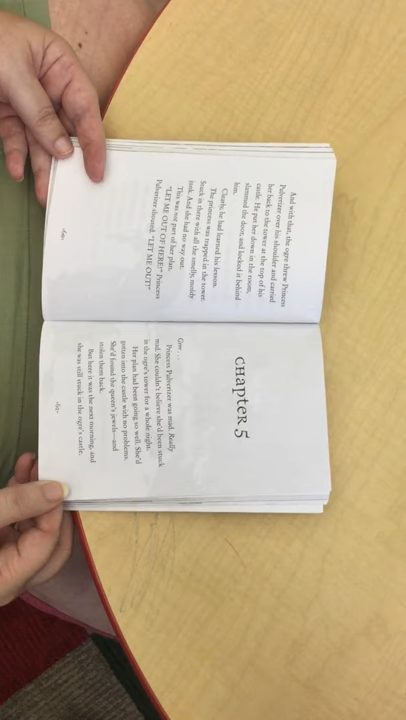 And with that, the ogre threw Princess
Pulverizer over his shoulder and carried
her back to the tower at the top of his
castle. He put her down in the room,
slammed the door, and locked it behind
him.
Clearly, he had learned his lesson.
The princess was trapped in the tower.
Stuck in there with all the smelly, moldy
junk. And she had no way out.
This was not part of her plan.
"LET ME OUT OF HERE!" Princess
Pulverizer shouted. "LET ME OUT!"
CHapteR 5
Grrr . . .
Princess Pulverizer was mad. Really
mad. She couldn't believe she'd been stuck
in the ogre's tower for a whole night.
Her plan had been going so well. She'd
gotten into the castle with no problems.
She'd found the queen's jewels—and
stolen them back.
But here it was the next morning, and
she was still stuck in the ogre's castle.